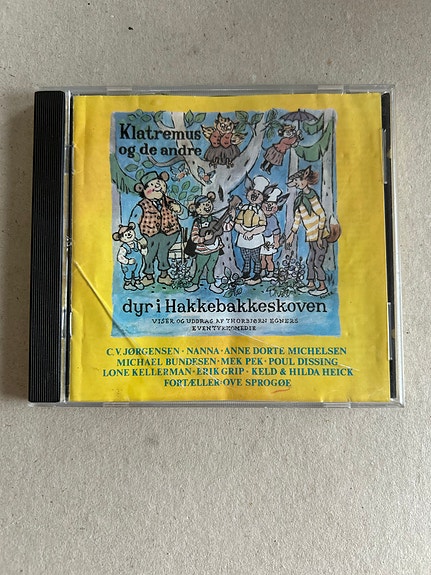 Klatremus
og de andre
dyr i Hakkebakkeskoven
VISER OG UDDRAG AF THORBJØRN EGNERS
EVENTYRKOMEDIE
C.V. JØRGENSEN · NANNA · ANNE DORTE MICHELSEN
MICHAEL BUNDESEN · MEK PEK · POUL DISSING
LONE KELLERMAN · ERIK GRIP · KELD & HILDA HEICK
FORTÆLLER: OVE SPROGØE